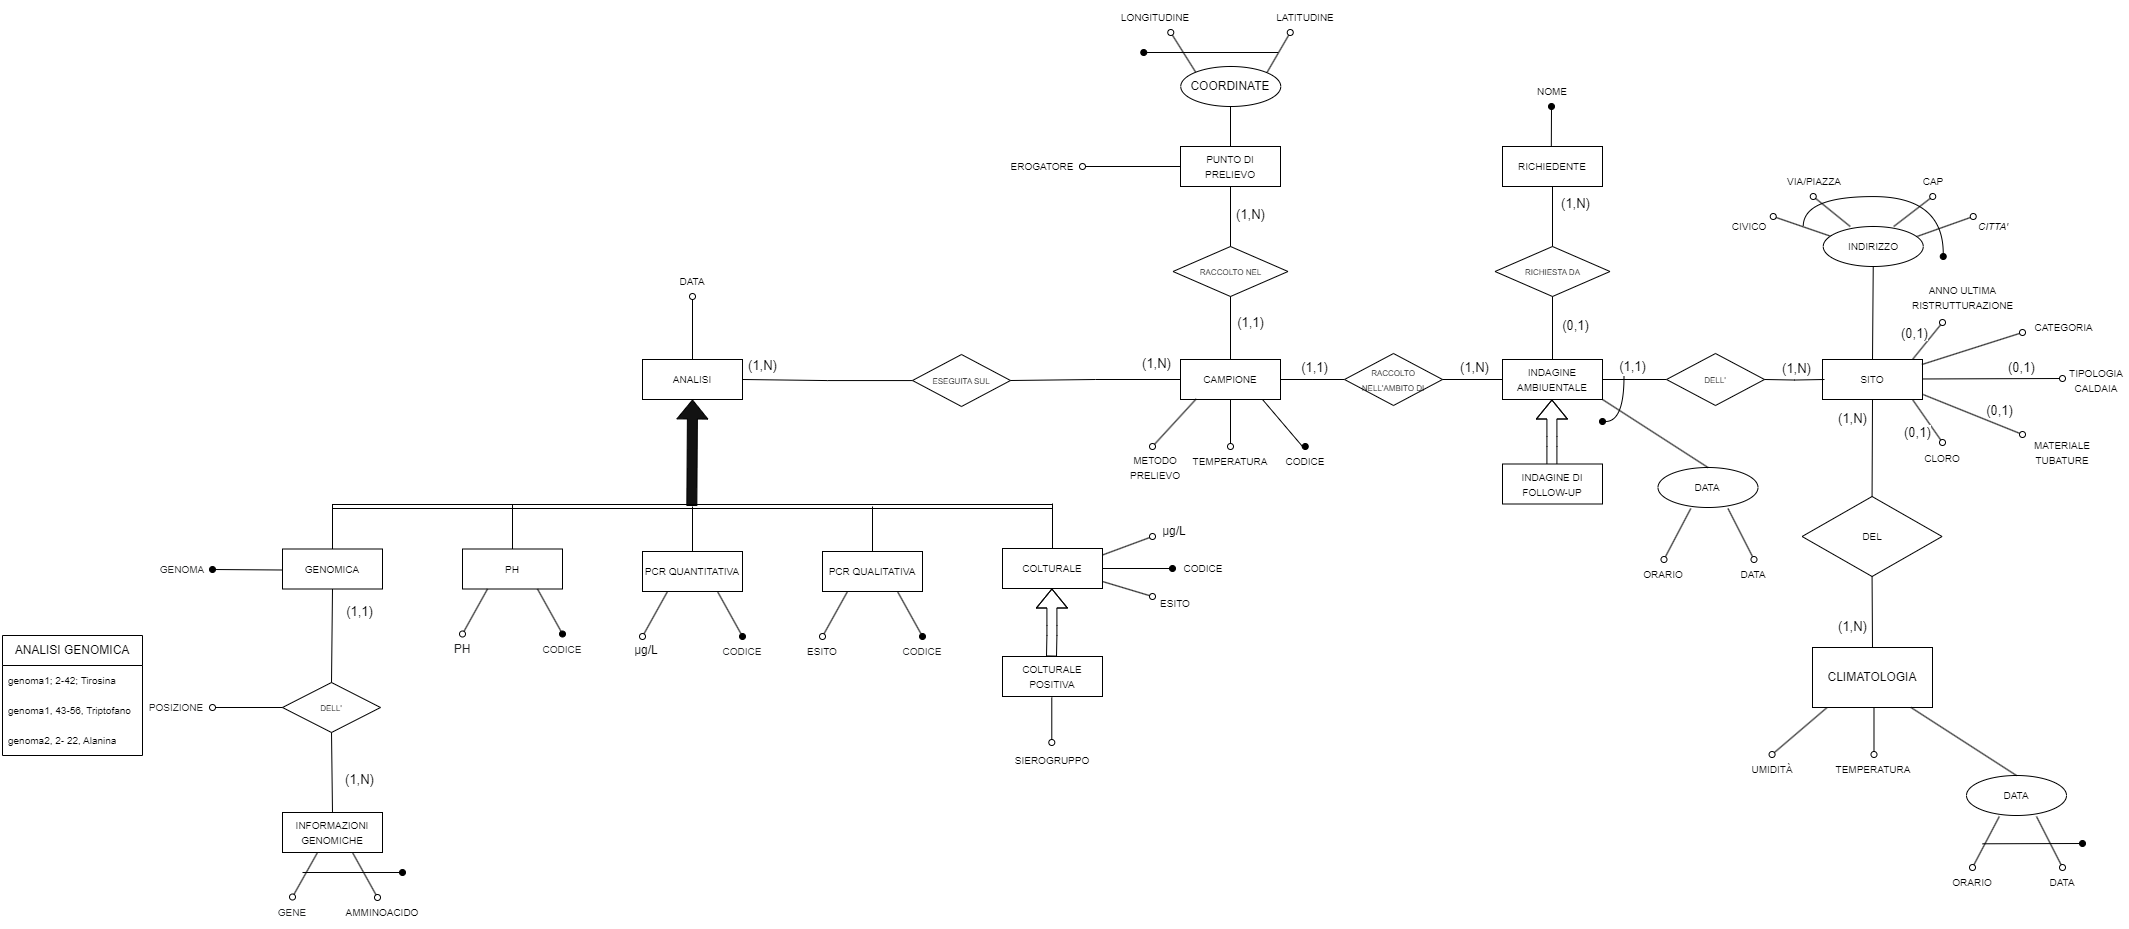 LONGITUDINE
LATITUDINE
COORDINATE
NOME
EROGATORE
PUNTO DI
PRELIEVO
RICHIEDENTE
VIA/PIAZZA
CAP
CIVICO
CITTA'
INDIRIZZO
(1,N)
(1,N)
RACCOLTO NEL
RICHIESTA DA
DATA
ANNO ULTIMA
RISTRUTTURAZIONE
(1,1)
(0,1)
(0,1)
CATEGORIA
ANALISI
(1,N)
ESEGUITA SUL
(1,N)
CAMPIONE
(1,1)
RACCOLTO
NELL'AMBITO DI
(1,N)
INDAGINE
AMBIUENTALE
(1,1)
DELL'
(1,N)
SITO
(0,1)
TIPOLOGIA
CALDAIA
(0,1)
(1,N)
(0,1)
MATERIALE
TUBATURE
CLORO
METODO
PRELIEVO
TEMPERATURA
CODICE
INDAGINE DI
FOLLOW-UP
DATA
ORARIO
DATA
DEL
GENOMA
GENOMICA
PH
PCR QUANTITATIVA
PCR QUALITATIVA
COLTURALE
µg/L
CODICE
ESITO
(1,1)
PH
CODICE
µg/L
CODICE
ESITO
CODICE
(1,N)
ANALISI GENOMICA
genoma1; 2-42; Tirosina
genoma1, 43-56, Triptofano
genoma2, 2- 22, Alanina
POSIZIONE
DELL'
COLTURALE
POSITIVA
SIEROGRUPPO
CLIMATOLOGIA
UMIDITÀ
TEMPERATURA
DATA
ORARIO
DATA
(1,N)
INFORMAZIONI
GENOMICHE
GENE
AMMINOACIDO